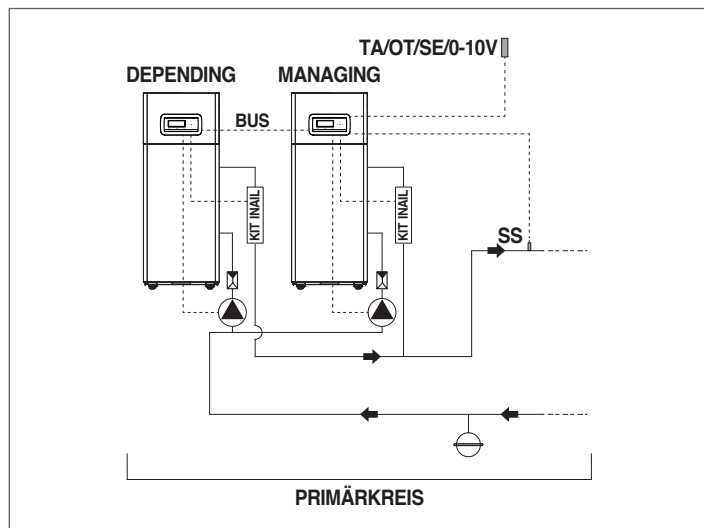 TA/OT/SE/0-10V
DEPENDING
MANAGING
BUS
KIT INAIL
KIT INAIL
SS
PRIMÄRKREIS